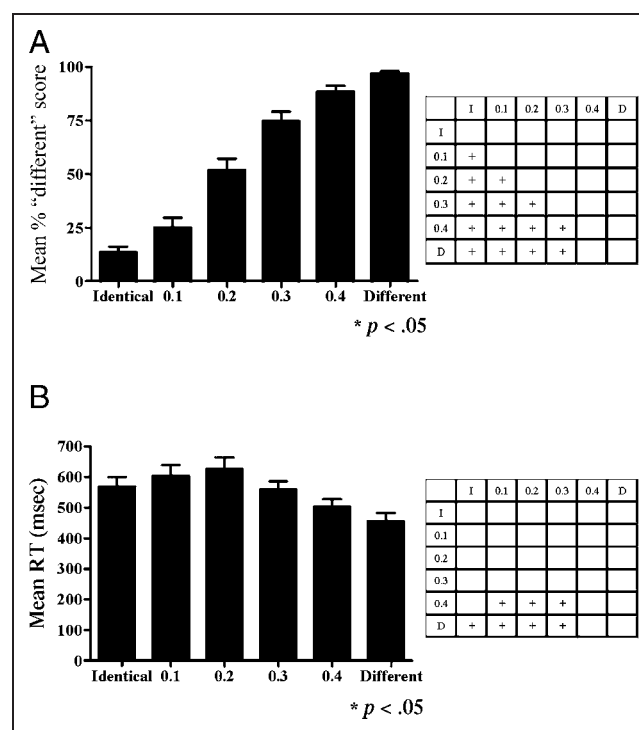 A
Mean % “different” score
100
75
50
25
0
Identical 0.1 0.2 0.3 0.4 Different
* p < .05
I 0.1 0.2 0.3 0.4 D
I
0.1 +
0.2 + +
0.3 + + +
0.4 + + + +
D + + + +
B
Mean RT (msec)
700
600
500
400
300
200
100
0
Identical 0.1 0.2 0.3 0.4 Different
* p < .05
I 0.1 0.2 0.3 0.4 D
I
0.1
0.2
0.3
0.4 + + +
D + + + +